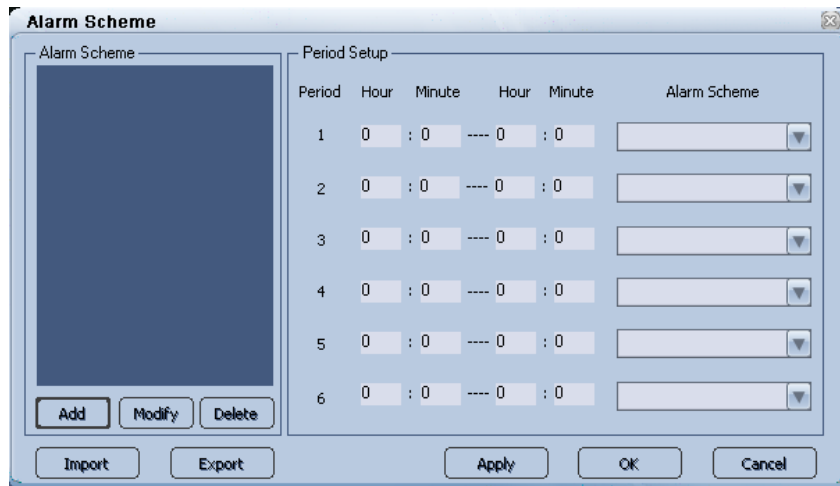 Alarm Scheme
Alarm Scheme
Period Setup
Period Hour Minute Hour Minute Alarm Scheme
1 0 : 0 ---- 0 : 0
2 0 : 0 ---- 0 : 0
3 0 : 0 ---- 0 : 0
4 0 : 0 ---- 0 : 0
5 0 : 0 ---- 0 : 0
6 0 : 0 ---- 0 : 0
Add Modify Delete
Import Export Apply OK Cancel